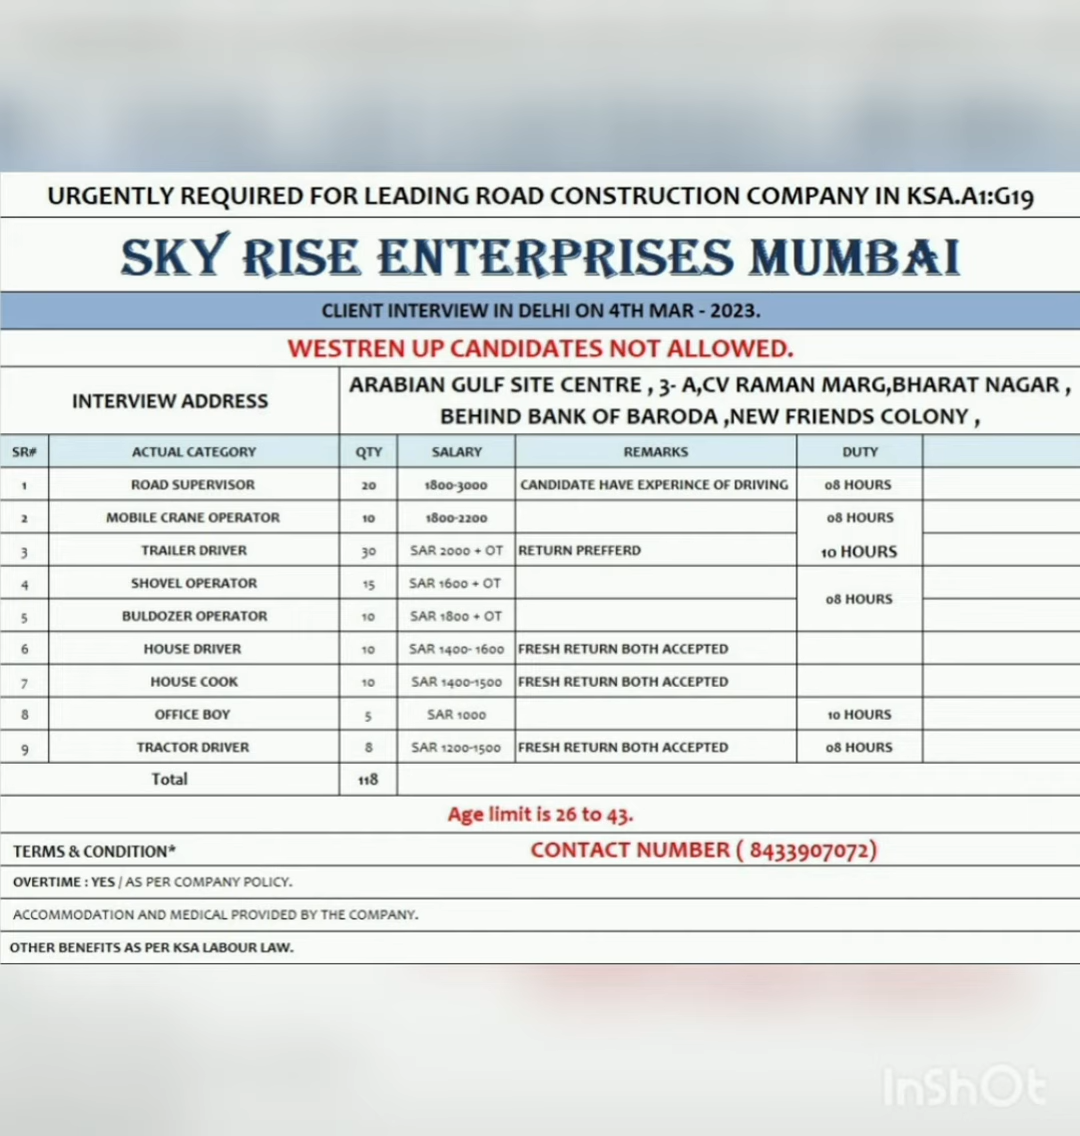 URGENTLY REQUIRED FOR LEADING ROAD CONSTRUCTION COMPANY IN KSA.A1:G19
SKY RISE ENTERPRISES MUMBAI
CLIENT INTERVIEW IN DELHI ON 4TH MAR - 2023.
WESTREN UP CANDIDATES NOT ALLOWED.
INTERVIEW ADDRESS
ARABIAN GULF SITE CENTRE , 3- A,CV RAMAN MARG,BHARAT NAGAR ,
BEHIND BANK OF BARODA ,NEW FRIENDS COLONY ,
SR# ACTUAL CATEGORY QTY SALARY REMARKS DUTY
1 ROAD SUPERVISOR 20 1800-3000 CANDIDATE HAVE EXPERINCE OF DRIVING 08 HOURS
2 MOBILE CRANE OPERATOR 10 1800-2200 08 HOURS
3 TRAILER DRIVER 30 SAR 2000 + OT RETURN PREFFERD 10 HOURS
4 SHOVEL OPERATOR 15 SAR 1600 + OT
08 HOURS
5 BULDOZER OPERATOR 10 SAR 1800 + OT
6 HOUSE DRIVER 10 SAR 1400- 1600 FRESH RETURN BOTH ACCEPTED
7 HOUSE COOK 10 SAR 1400-1500 FRESH RETURN BOTH ACCEPTED
8 OFFICE BOY 5 SAR 1000 10 HOURS
9 TRACTOR DRIVER 8 SAR 1200-1500 FRESH RETURN BOTH ACCEPTED 08 HOURS
Total 118
Age limit is 26 to 43.
TERMS & CONDITION* CONTACT NUMBER ( 8433907072)
OVERTIME : YES / AS PER COMPANY POLICY.
ACCOMMODATION AND MEDICAL PROVIDED BY THE COMPANY.
OTHER BENEFITS AS PER KSA LABOUR LAW.
InShOt